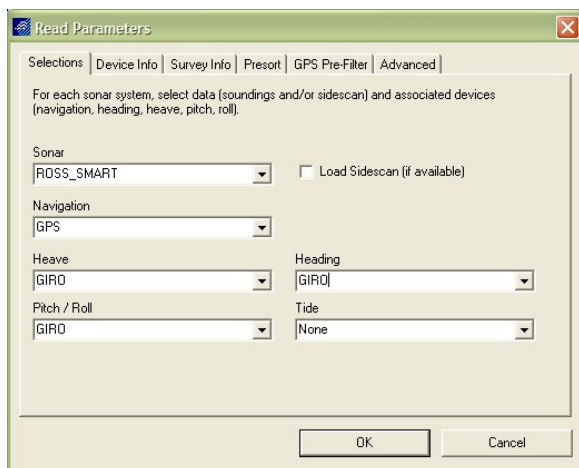 Read Parameters
Selections Device Info Survey Info Presort GPS Pre-Filter Advanced
For each sonar system, select data (soundings and/or sidescan) and associated devices
(navigation, heading, heave, pitch, roll).
Sonar
ROSS_SMART
Load Sidescan (if available)
Navigation
GPS
Heave
Heading
GIRO
GIRO
Pitch / Roll
Tide
GIRO
None
OK
Cancel